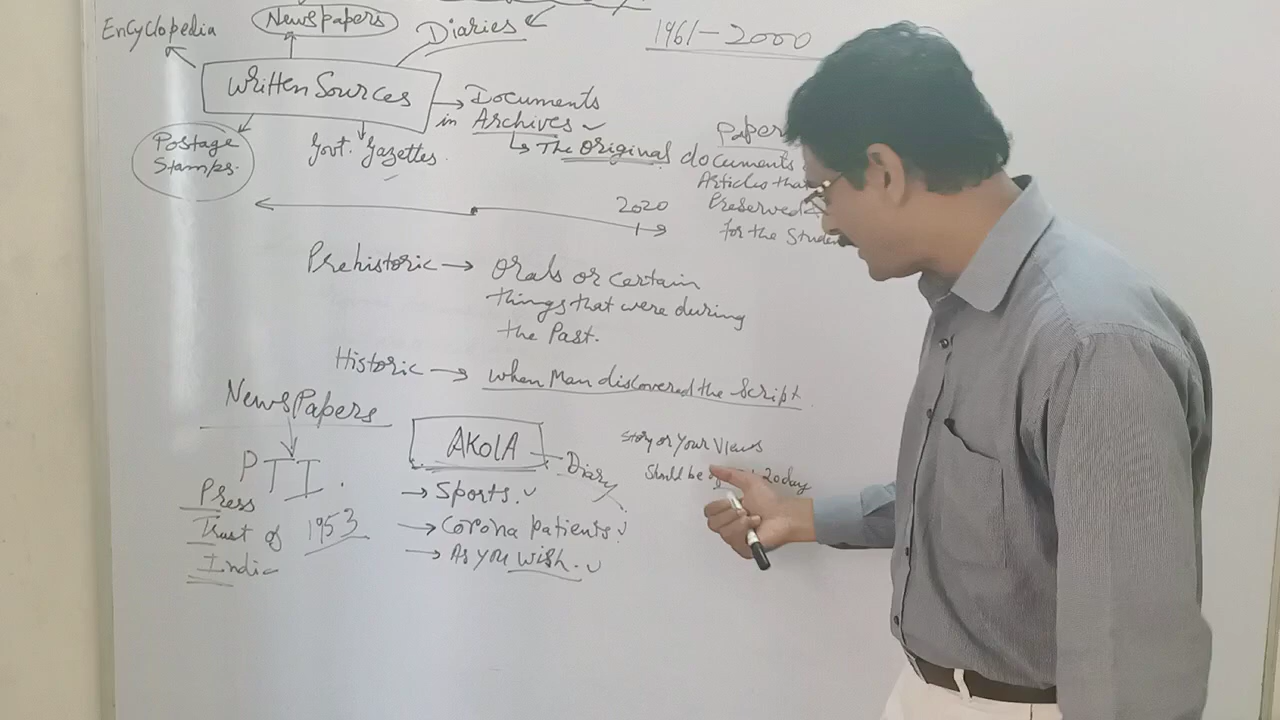 Encyclopedia
Newspapers
Diaries
1961-2000
Written Sources
Documents
in Archives
The original documents
Postage
Stamps.
Govt. Gazettes.
Paper
Articles tha
Preserved
for the Studen
2020
Prehistoric → Orals or certain
things that were during
the Past.
Historic → when Man discovered the Script.
NewsPapers
PTI.
Press
Trust of 1953
India
AKOLA
Diary
→ Sports.
→ Corona patients
→ As you wish.
Story or Your Views
Should be 20 day